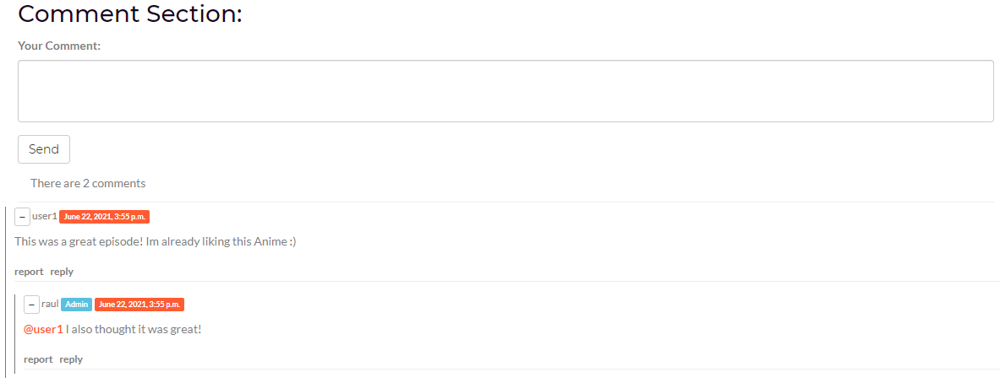 Comment Section:
Your Comment:
Send
There are 2 comments
− user1 June 22, 2021, 3:55 p.m.
This was a great episode! Im already liking this Anime :)
report reply
− raul Admin June 22, 2021, 3:55 p.m.
@user1 I also thought it was great!
report reply